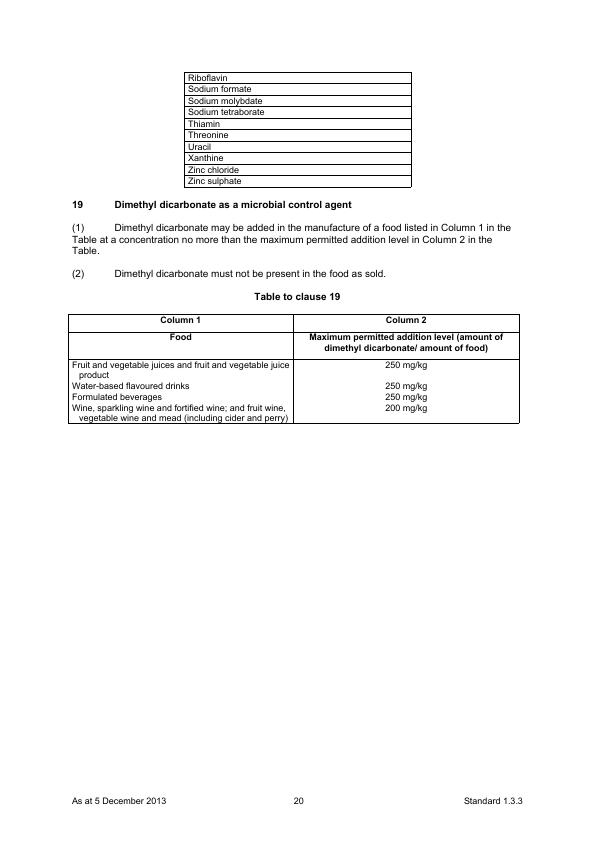 Riboflavin
Sodium formate
Sodium molybdate
Sodium tetraborate
Thiamin
Threonine
Uracil
Xanthine
Zinc chloride
Zinc sulphate
19 Dimethyl dicarbonate as a microbial control agent
(1) Dimethyl dicarbonate may be added in the manufacture of a food listed in Column 1 in the
Table at a concentration no more than the maximum permitted addition level in Column 2 in the
Table.
(2) Dimethyl dicarbonate must not be present in the food as sold.
Table to clause 19
Column 1 Column 2
Food Maximum permitted addition level (amount of
dimethyl dicarbonate/ amount of food)
Fruit and vegetable juices and fruit and vegetable juice 250 mg/kg
product
Water-based flavoured drinks 250 mg/kg
Formulated beverages 250 mg/kg
Wine, sparkling wine and fortified wine; and fruit wine, 200 mg/kg
vegetable wine and mead (including cider and perry)
As at 5 December 2013 20 Standard 1.3.3